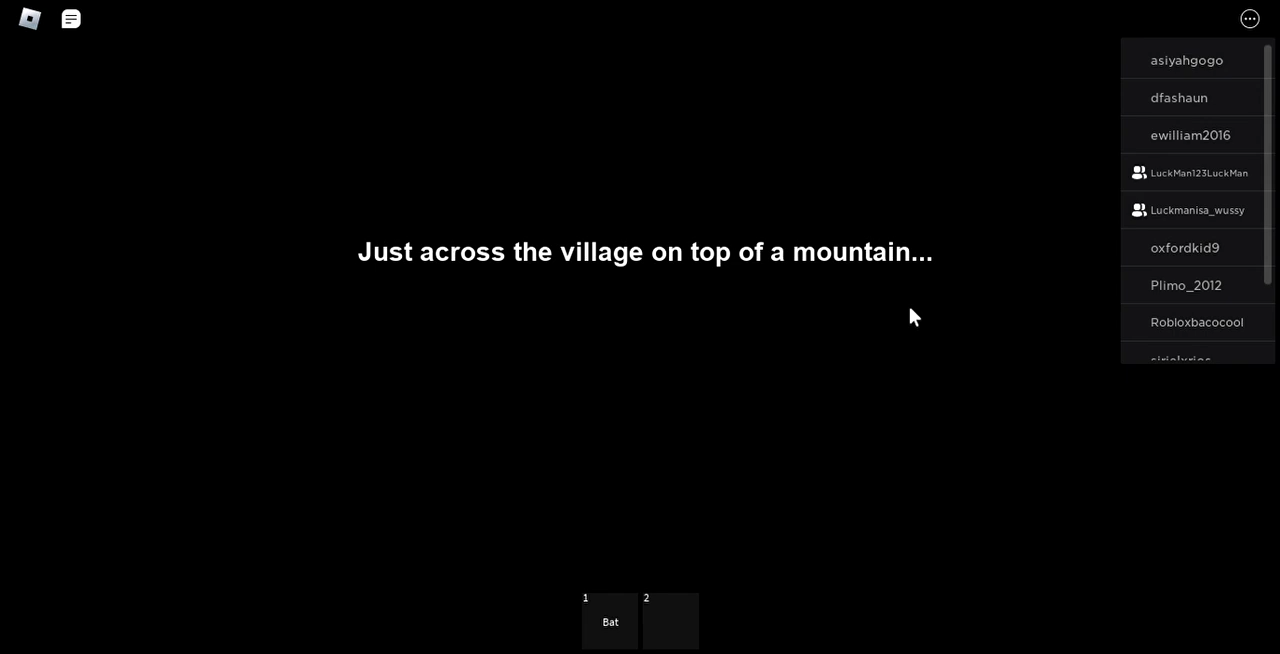 asiyahgogo
dfashaun
ewilliam2016
LuckMan123LuckMan
Luckmanisa_wussy
Just across the village on top of a mountain...
oxfordkid9
Plimo_2012
Robloxbacocool
1
Bat
2